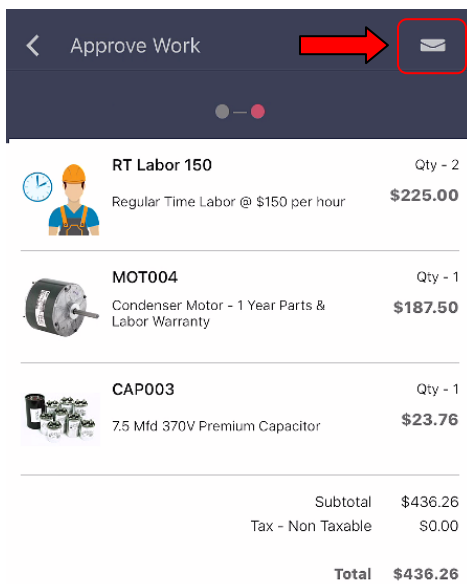 Approve Work
RT Labor 150
Qty - 2
Regular Time Labor @ $150 per hour
$225.00
MOT004
Qty - 1
Condenser Motor - 1 Year Parts &
Labor Warranty
$187.50
CAP003
Qty - 1
7.5 Mfd 370V Premium Capacitor
$23.76
Subtotal $436.26
Tax - Non Taxable $0.00
Total $436.26